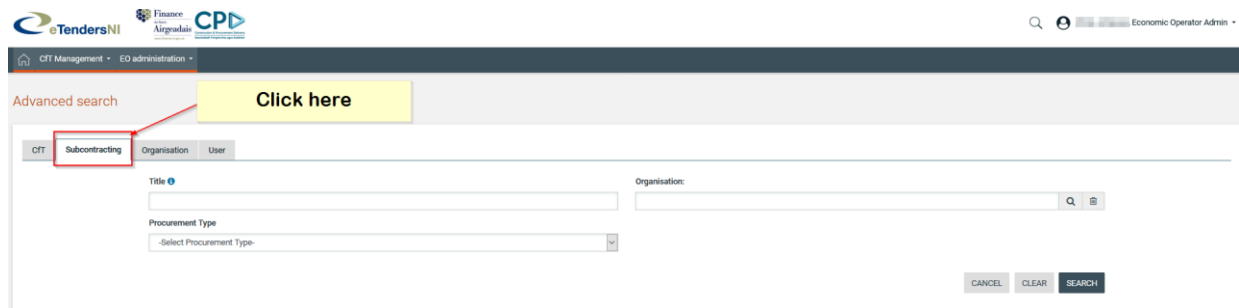 eTendersNI
Finance
Airgeadais
CPD
Economic Operator Admin
CfT Management EO administration
Advanced search
Click here
CfT Subcontracting Organisation User
Title Organisation:
Procurement Type
-Select Procurement Type-
CANCEL CLEAR SEARCH